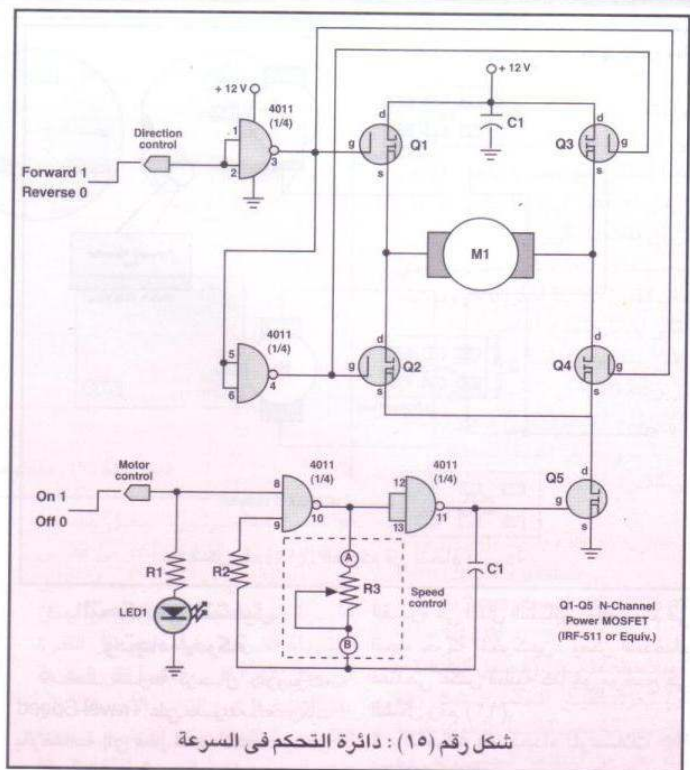 + 12 V
4011
(1/4)
Direction
control
Forward 1
Reverse 0
1
2
3
+ 12 V
C1
d
g
Q1
s
d
Q3
g
s
M1
4011
(1/4)
5
6
4
d
g
Q2
s
d
Q4
g
s
Motor
control
On 1
Off 0
4011
(1/4)
8
9
10
4011
(1/4)
12
13
11
d
Q5
g
s
R1
R2
A
R3
B
Speed
control
C1
LED1
Q1-Q5 N-Channel
Power MOSFET
(IRF-511 or Equiv.)
شكل رقم (١٥) : دائرة التحكم فى السرعة